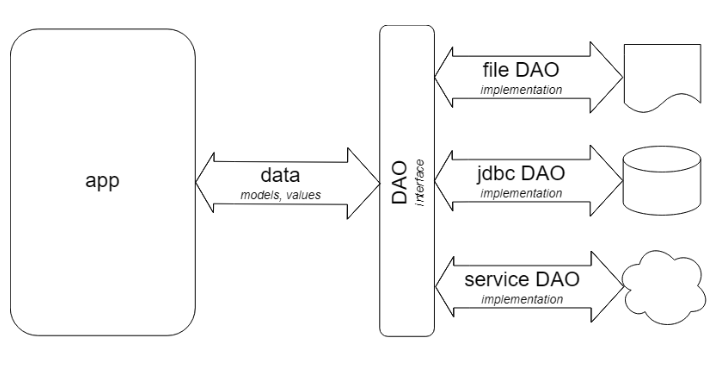 app
data
models, values
DAO
interface
file DAO
implementation
jdbc DAO
implementation
service DAO
implementation